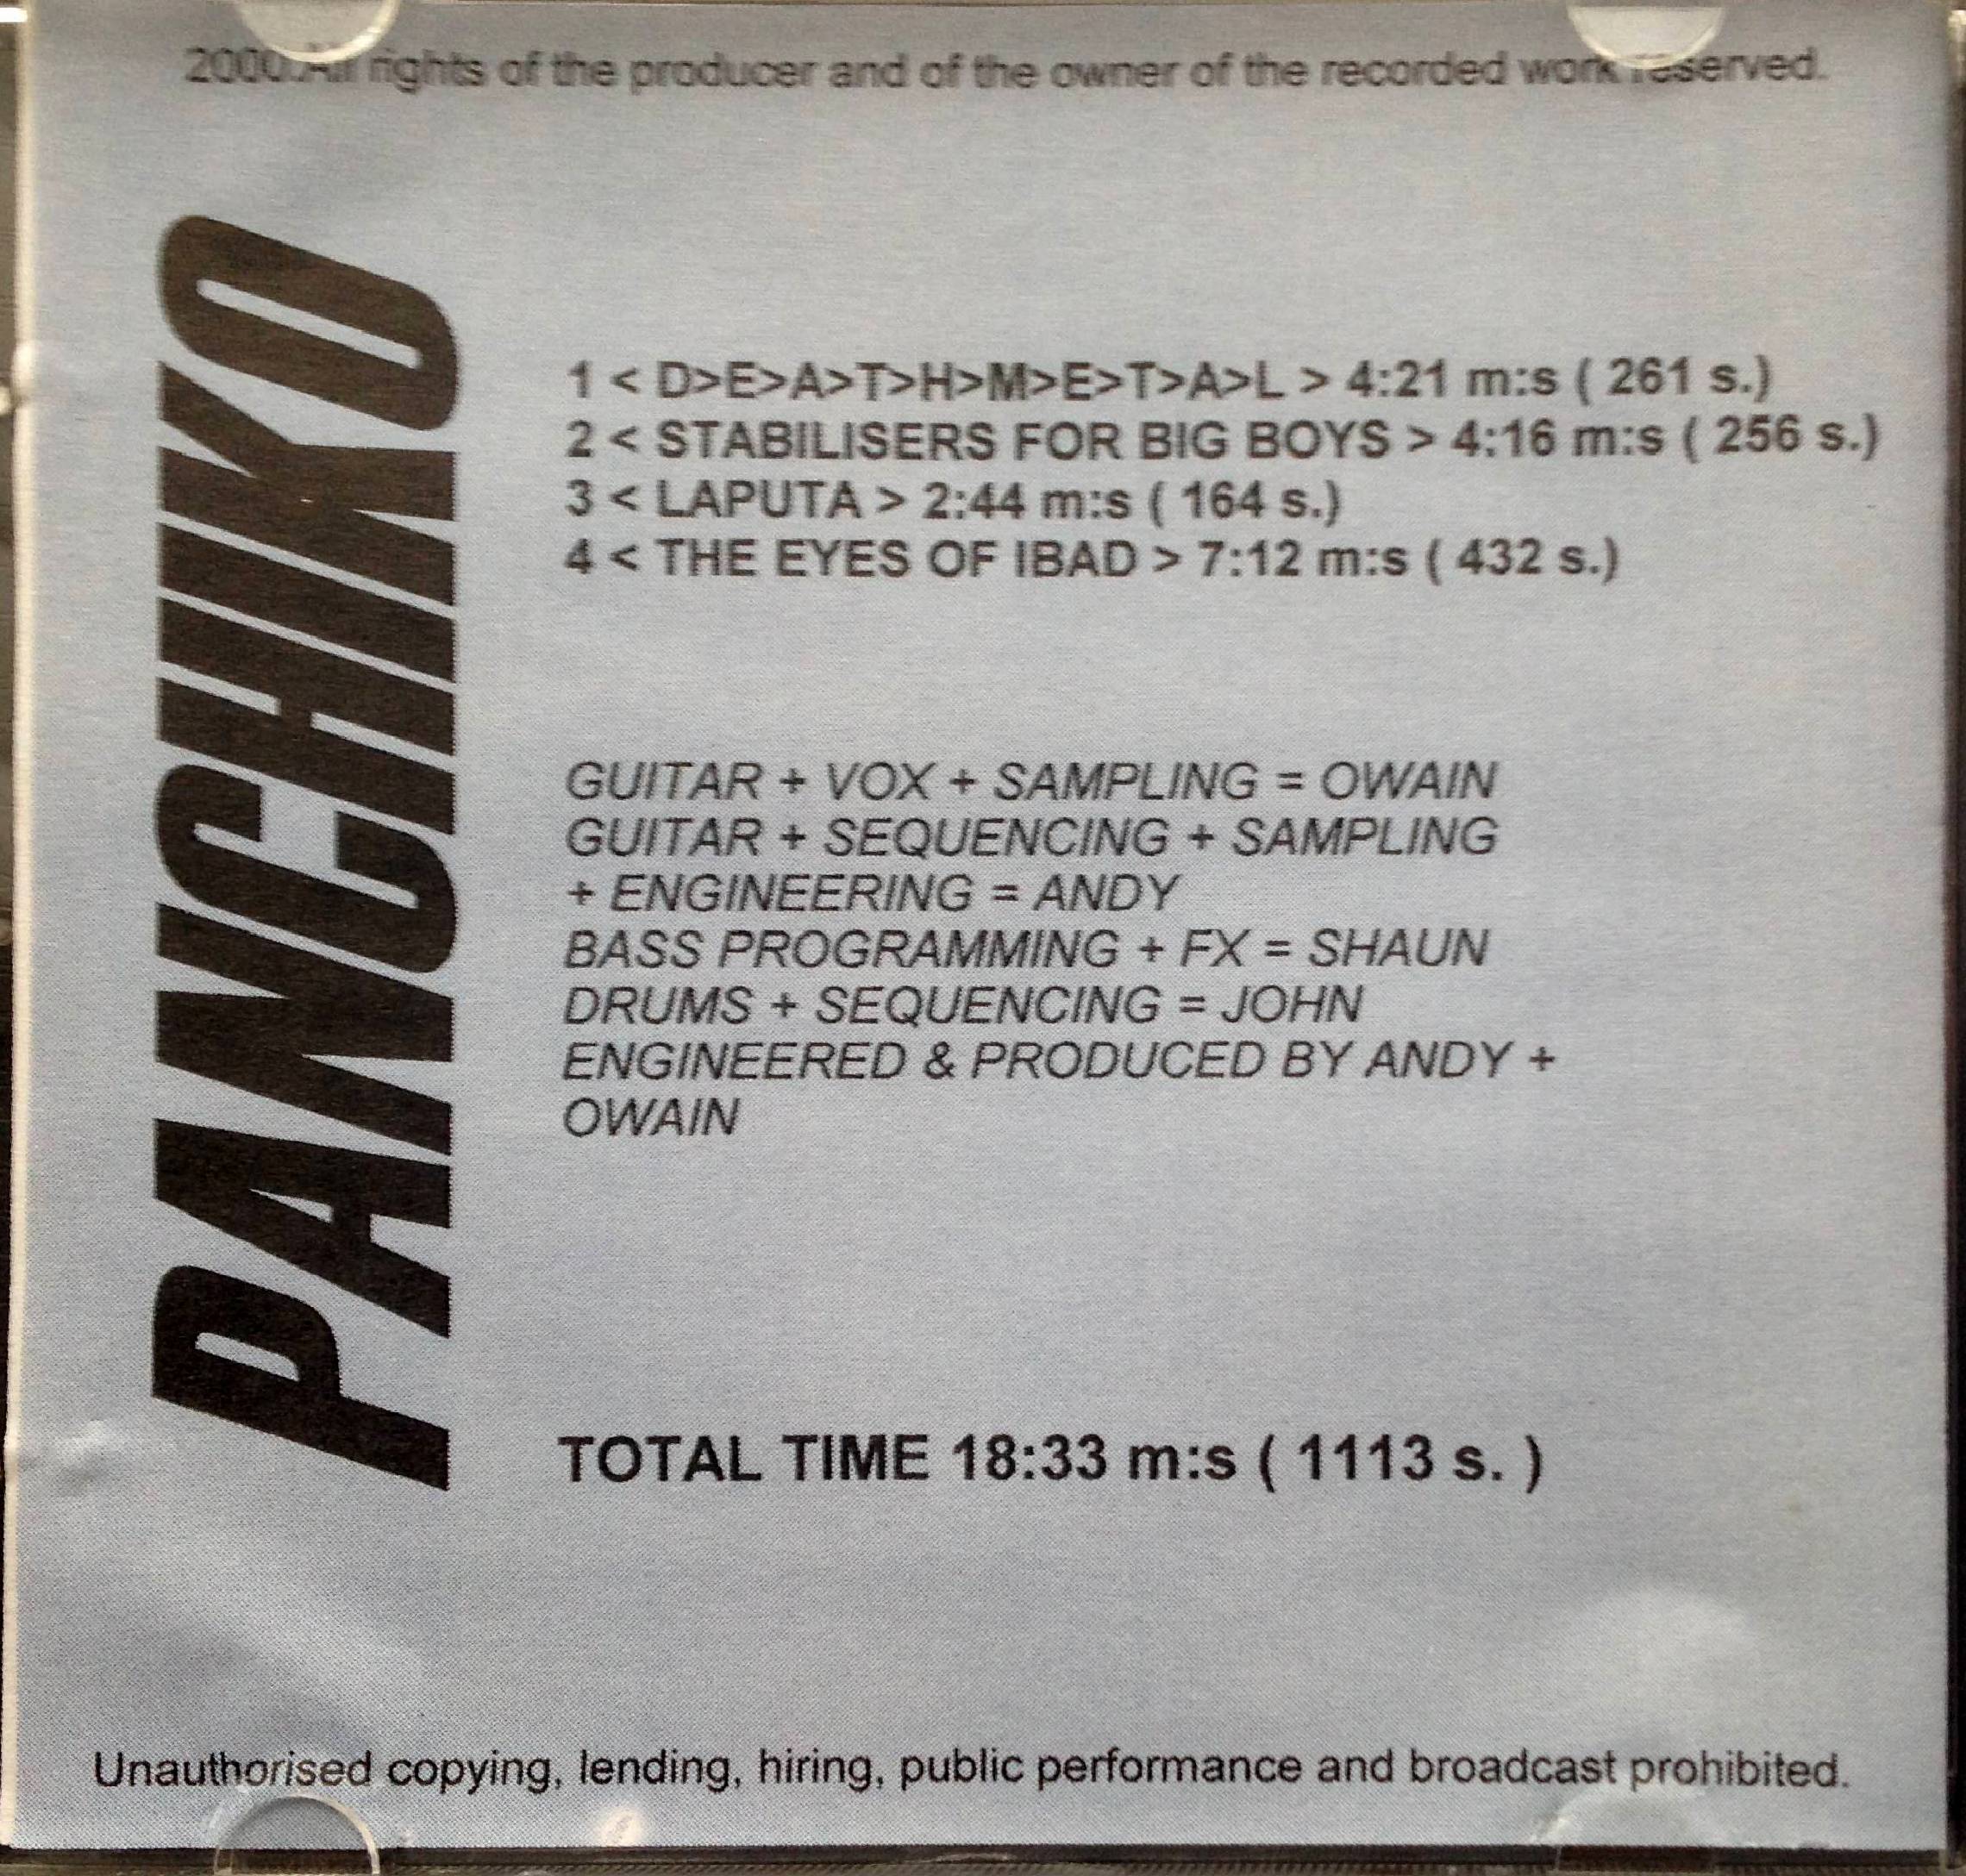 2000.All rights of the producer and of the owner of the recorded work reserved.
PANCHIKO
1 < D>E>A>T>H>M>E>T>A>L > 4:21 m:s ( 261 s.)
2 < STABILISERS FOR BIG BOYS > 4:16 m:s ( 256 s.)
3 < LAPUTA > 2:44 m:s ( 164 s.)
4 < THE EYES OF IBAD > 7:12 m:s ( 432 s.)
GUITAR + VOX + SAMPLING = OWAIN
GUITAR + SEQUENCING + SAMPLING
+ ENGINEERING = ANDY
BASS PROGRAMMING + FX = SHAUN
DRUMS + SEQUENCING = JOHN
ENGINEERED & PRODUCED BY ANDY +
OWAIN
TOTAL TIME 18:33 m:s ( 1113 s. )
Unauthorised copying, lending, hiring, public performance and broadcast prohibited.